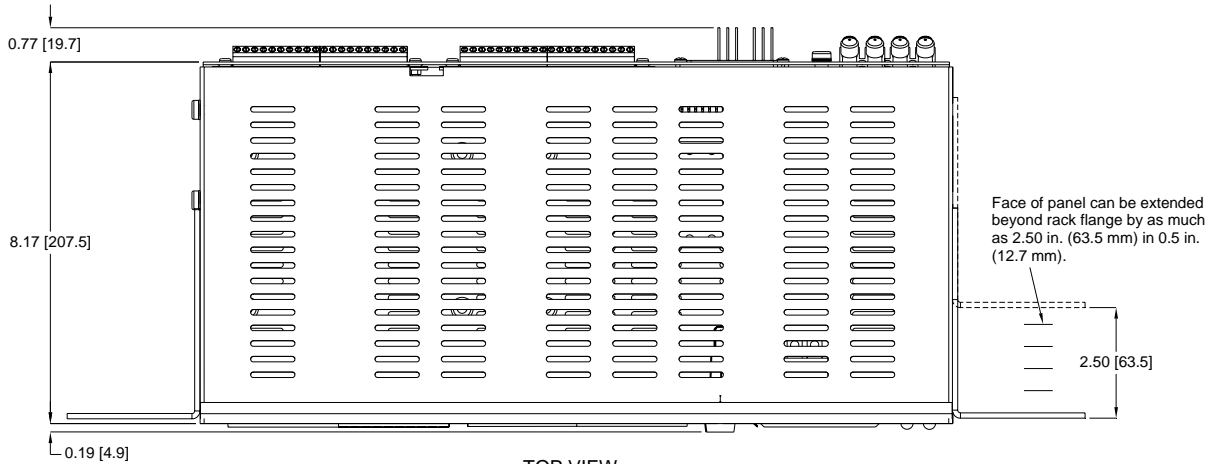 0.77 [19.7]
8.17 [207.5]
Face of panel can be extended
beyond rack flange by as much
as 2.50 in. (63.5 mm) in 0.5 in.
(12.7 mm).
2.50 [63.5]
0.19 [4.9]
TOP VIEW